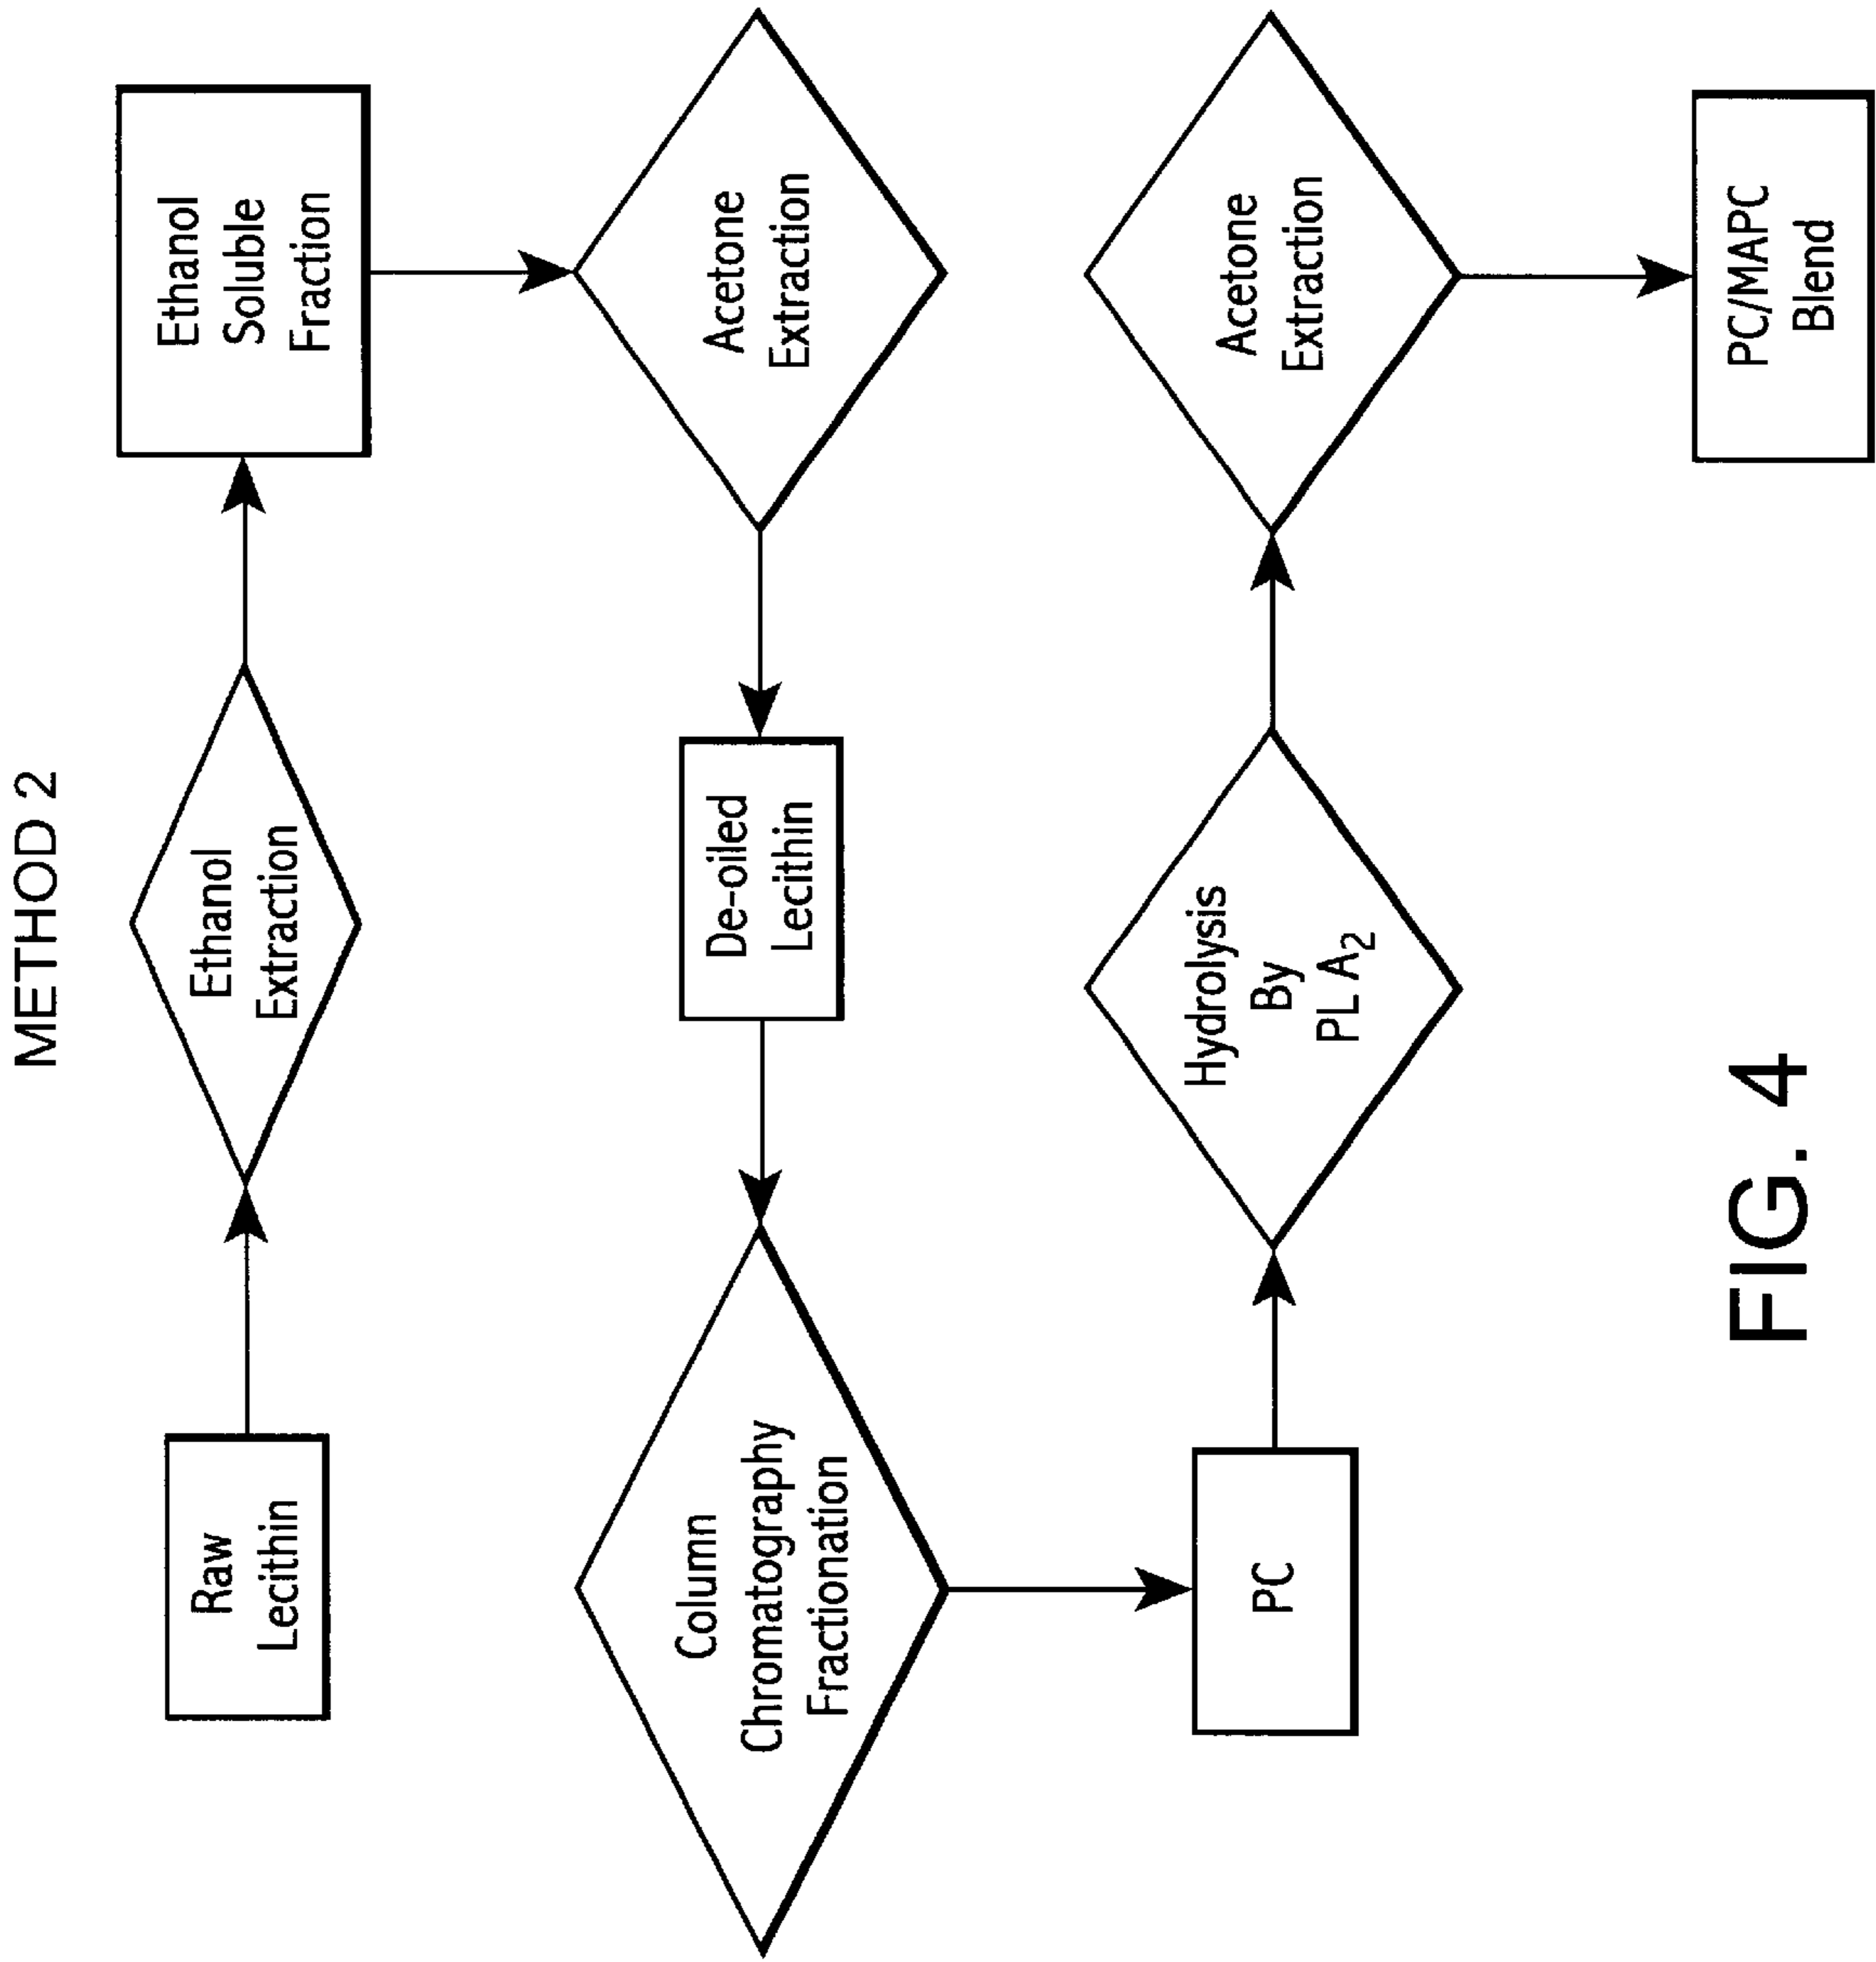 METHOD 2
Raw
Lecithin
Ethanol
Extraction
Ethanol
Soluble
Fraction
Acetone
Extraction
De-oiled
Lecithin
Column
Chromatography
Fractionation
PC
Hydrolysis
By
PL A₂
Acetone
Extraction
PC/MAPC
Blend
FIG. 4